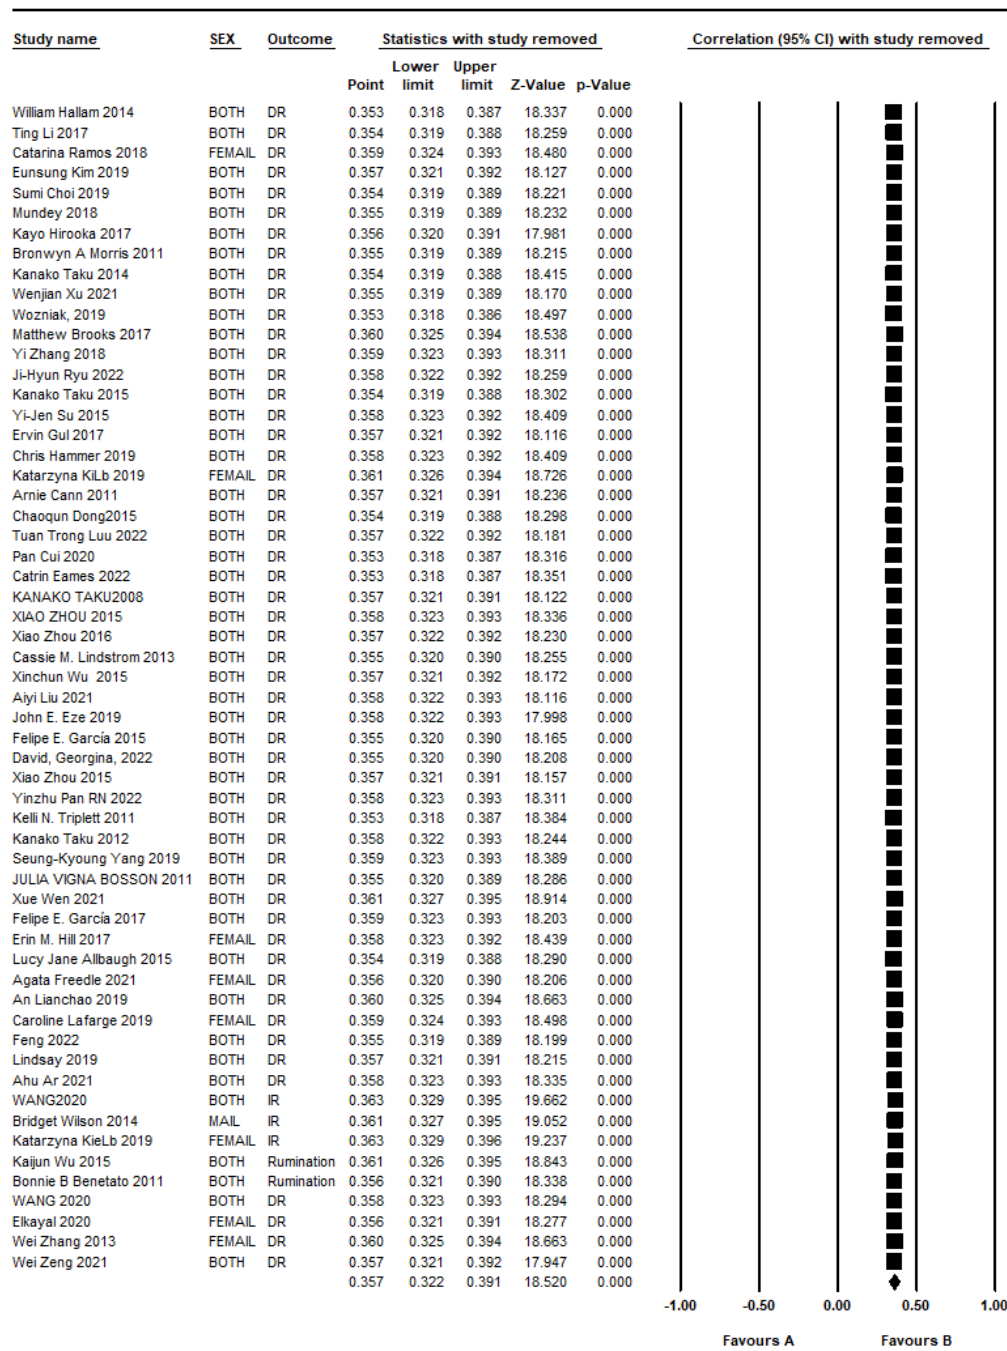 Study name SEX Outcome Statistics with study removed Correlation (95% CI) with study removed
Lower Upper
Point limit limit Z-Value p-Value
William Hallam 2014 BOTH DR 0.353 0.318 0.387 18.337 0.000
Ting Li 2017 BOTH DR 0.354 0.319 0.388 18.259 0.000
Catarina Ramos 2018 FEMAIL DR 0.359 0.324 0.393 18.480 0.000
Eunsung Kim 2019 BOTH DR 0.357 0.321 0.392 18.127 0.000
Sumi Choi 2019 BOTH DR 0.354 0.319 0.389 18.221 0.000
Mundey 2018 BOTH DR 0.355 0.319 0.389 18.232 0.000
Kayo Hirooka 2017 BOTH DR 0.356 0.320 0.391 17.981 0.000
Bronwyn A Morris 2011 BOTH DR 0.355 0.319 0.389 18.215 0.000
Kanako Taku 2014 BOTH DR 0.354 0.319 0.388 18.415 0.000
Wenjian Xu 2021 BOTH DR 0.355 0.319 0.389 18.170 0.000
Wozniak, 2019 BOTH DR 0.353 0.318 0.386 18.497 0.000
Matthew Brooks 2017 BOTH DR 0.360 0.325 0.394 18.538 0.000
Yi Zhang 2018 BOTH DR 0.359 0.323 0.393 18.311 0.000
Ji-Hyun Ryu 2022 BOTH DR 0.358 0.322 0.392 18.259 0.000
Kanako Taku 2015 BOTH DR 0.354 0.319 0.388 18.302 0.000
Yi-Jen Su 2015 BOTH DR 0.358 0.323 0.392 18.409 0.000
Ervin Gul 2017 BOTH DR 0.357 0.321 0.392 18.116 0.000
Chris Hammer 2019 BOTH DR 0.358 0.323 0.392 18.409 0.000
Katarzyna KiLb 2019 FEMAIL DR 0.361 0.326 0.394 18.726 0.000
Arnie Cann 2011 BOTH DR 0.357 0.321 0.391 18.236 0.000
Chaoqun Dong2015 BOTH DR 0.354 0.319 0.388 18.298 0.000
Tuan Trong Luu 2022 BOTH DR 0.357 0.322 0.392 18.181 0.000
Pan Cui 2020 BOTH DR 0.353 0.318 0.387 18.316 0.000
Catrin Eames 2022 BOTH DR 0.353 0.318 0.387 18.351 0.000
KANAKO TAKU2008 BOTH DR 0.357 0.321 0.391 18.122 0.000
XIAO ZHOU 2015 BOTH DR 0.358 0.323 0.393 18.336 0.000
Xiao Zhou 2016 BOTH DR 0.357 0.322 0.392 18.230 0.000
Cassie M. Lindstrom 2013 BOTH DR 0.355 0.320 0.390 18.255 0.000
Xinchun Wu 2015 BOTH DR 0.357 0.321 0.392 18.172 0.000
Aiyi Liu 2021 BOTH DR 0.358 0.322 0.393 18.116 0.000
John E. Eze 2019 BOTH DR 0.358 0.322 0.393 17.998 0.000
Felipe E. García 2015 BOTH DR 0.355 0.320 0.390 18.165 0.000
David, Georgina, 2022 BOTH DR 0.355 0.320 0.390 18.208 0.000
Xiao Zhou 2015 BOTH DR 0.357 0.321 0.391 18.157 0.000
Yinzhu Pan RN 2022 BOTH DR 0.358 0.323 0.393 18.311 0.000
Kelli N. Triplett 2011 BOTH DR 0.353 0.318 0.387 18.384 0.000
Kanako Taku 2012 BOTH DR 0.358 0.322 0.393 18.244 0.000
Seung-Kyoung Yang 2019 BOTH DR 0.359 0.323 0.393 18.389 0.000
JULIA VIGNA BOSSON 2011 BOTH DR 0.355 0.320 0.389 18.286 0.000
Xue Wen 2021 BOTH DR 0.361 0.327 0.395 18.914 0.000
Felipe E. García 2017 BOTH DR 0.359 0.323 0.393 18.203 0.000
Erin M. Hill 2017 FEMAIL DR 0.358 0.323 0.392 18.439 0.000
Lucy Jane Allbaugh 2015 BOTH DR 0.354 0.319 0.388 18.290 0.000
Agata Freedle 2021 FEMAIL DR 0.356 0.320 0.390 18.206 0.000
An Lianchao 2019 BOTH DR 0.360 0.325 0.394 18.663 0.000
Caroline Lafarge 2019 FEMAIL DR 0.359 0.324 0.393 18.498 0.000
Feng 2022 BOTH DR 0.355 0.319 0.389 18.199 0.000
Lindsay 2019 BOTH DR 0.357 0.321 0.391 18.215 0.000
Ahu Ar 2021 BOTH DR 0.358 0.323 0.393 18.335 0.000
WANG2020 BOTH IR 0.363 0.329 0.395 19.662 0.000
Bridget Wilson 2014 MAIL IR 0.361 0.327 0.395 19.052 0.000
Katarzyna KieLb 2019 FEMAIL IR 0.363 0.329 0.396 19.237 0.000
Kaijun Wu 2015 BOTH Rumination 0.361 0.326 0.395 18.843 0.000
Bonnie B Benetato 2011 BOTH Rumination 0.356 0.321 0.390 18.338 0.000
WANG 2020 BOTH DR 0.358 0.323 0.393 18.294 0.000
Elkayal 2020 FEMAIL DR 0.356 0.321 0.391 18.277 0.000
Wei Zhang 2013 FEMAIL DR 0.360 0.325 0.394 18.663 0.000
Wei Zeng 2021 BOTH DR 0.357 0.321 0.392 17.947 0.000
0.357 0.322 0.391 18.520 0.000
-1.00 -0.50 0.00 0.50 1.00
Favours A Favours B